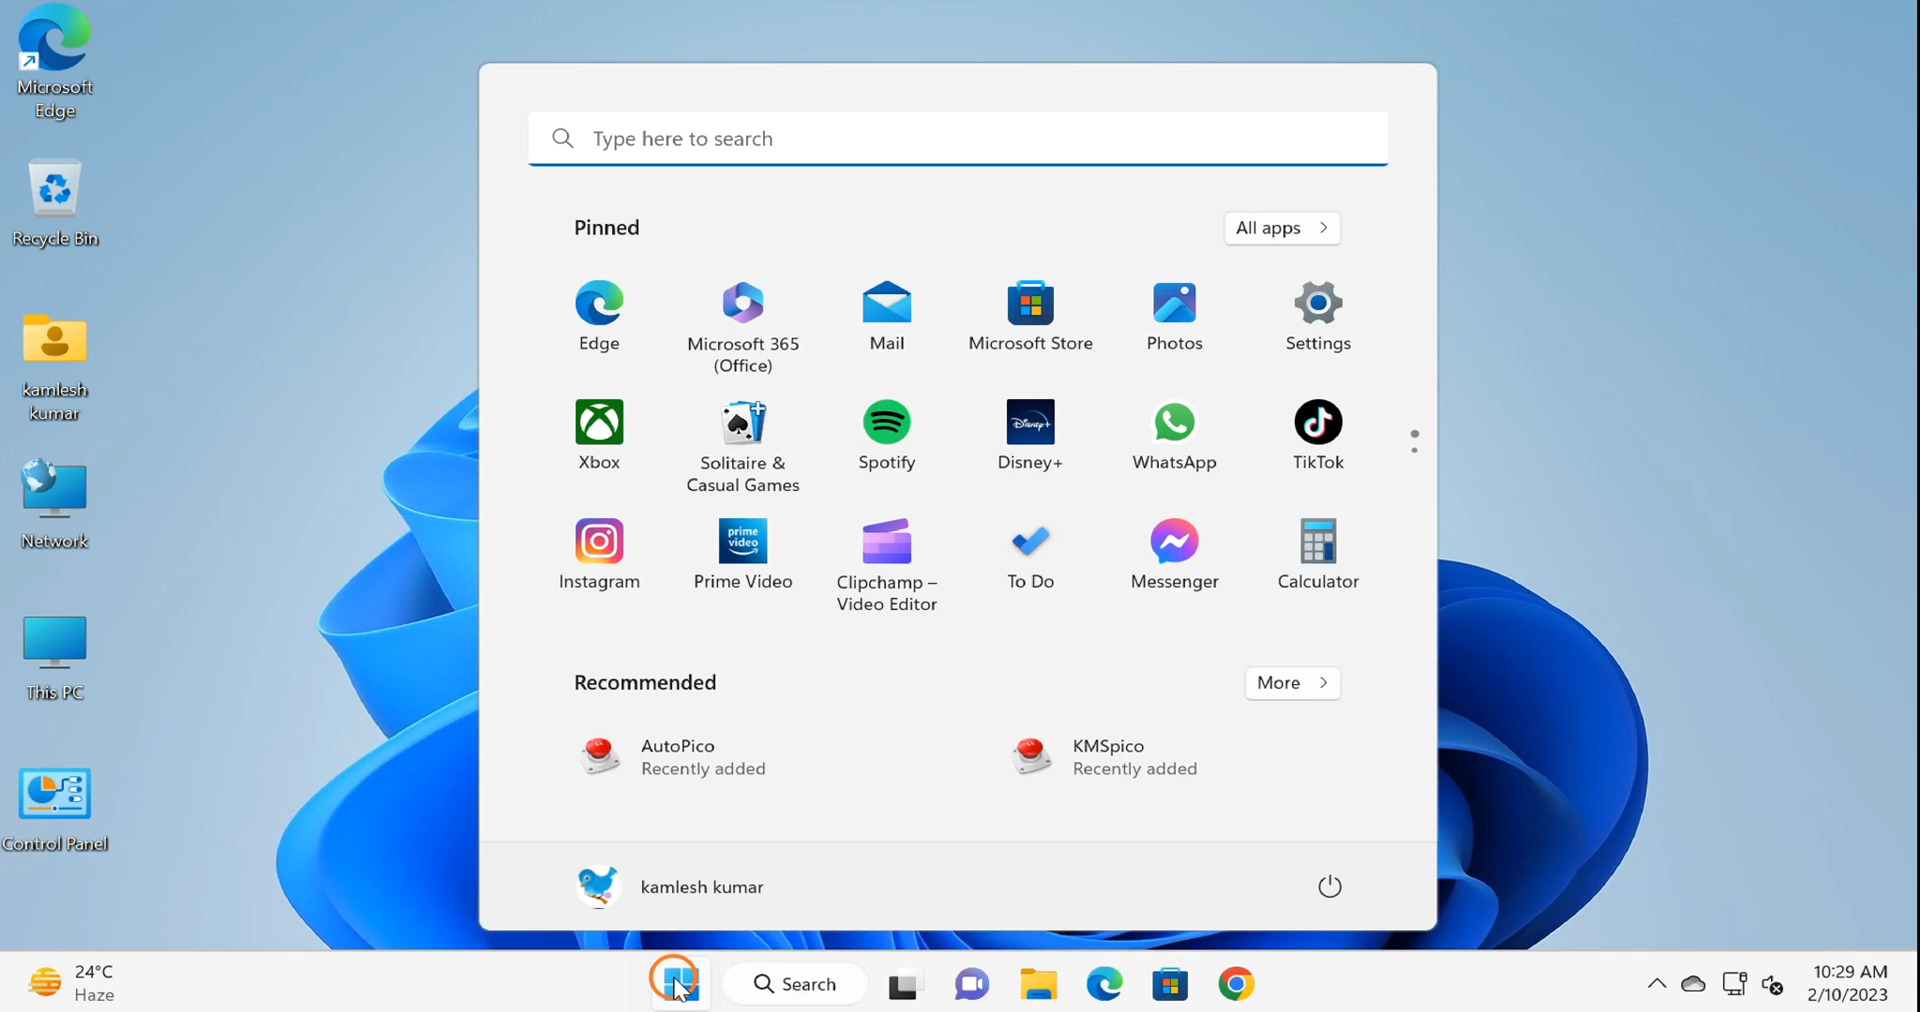 Microsoft
Edge
Recycle Bin
kamlesh
kumar
Network
This PC
Control Panel
Type here to search
Pinned
All apps
Edge
Microsoft 365
(Office)
Mail
Microsoft Store
Photos
Settings
Xbox
Solitaire &
Casual Games
Spotify
Disney+
Disney+
WhatsApp
TikTok
Instagram
prime
video
Prime Video
Clipchamp –
Video Editor
To Do
Messenger
Calculator
Recommended
More
AutoPico
Recently added
KMSpico
Recently added
kamlesh kumar
24°C
Haze
Search
10:29 AM
2/10/2023